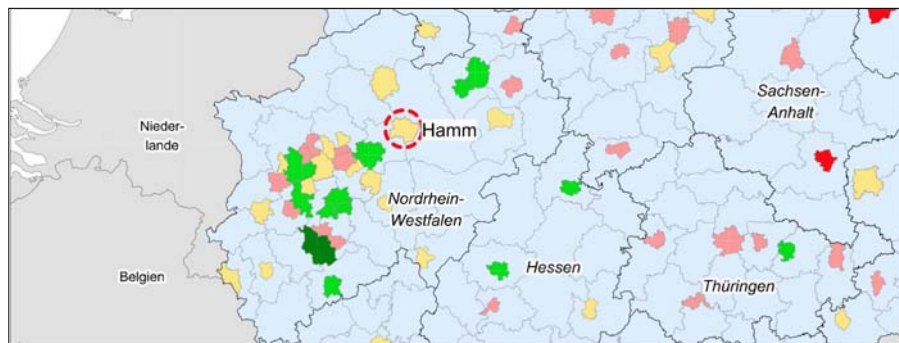 Sachsen-
Anhalt
Nieder-
lande
Hamm
Nordrhein-
Westfalen
Hessen
Belgien
Thüringen